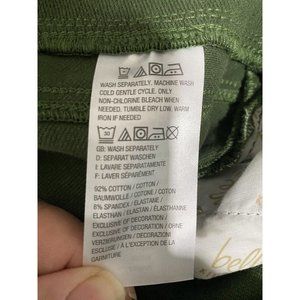 WASH SEPARATELY. MACHINE WASH
COLD GENTLE CYCLE. ONLY
NON-CHLORINE BLEACH WHEN
NEEDED. TUMBLE DRY LOW. WARM
IRON IF NEEDED
30
GB: WASH SEPARATELY
D: SEPARAT WASCHEN
I: LAVARE SEPARATAMENTE
F: LAVER SÉPARÉMENT
92% COTTON / COTTON /
BAUMWOLLE / COTONE / COTON
8% SPANDEX / ELASTANE /
ELASTHAN / ELASTAN / ÉLASTHANNE
EXCLUSIVE OF DECORATION /
EXCLUSIVE OF DECORATION / OHNE
VERZIERUNGEN / DECORAZIONI
ESCLUSE / À L'EXCEPTION DE LA
GARNITURE
bell